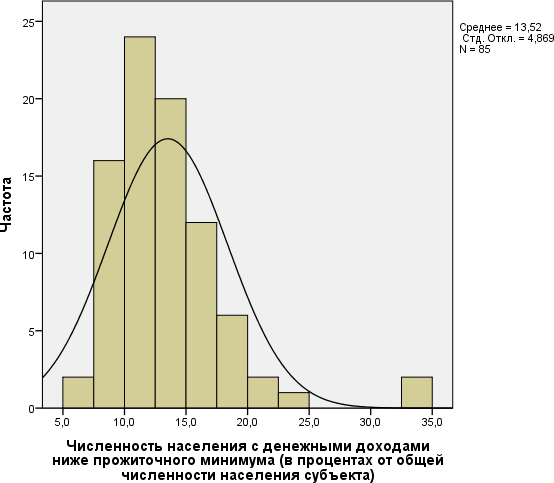 Среднее = 13,52
Стд. Откл. = 4,869
N = 85
25
20
15
10
5
0
Частота
5,0 10,0 15,0 20,0 25,0 30,0 35,0
Численность населения с денежными доходами
ниже прожиточного минимума (в процентах от общей
численности населения субъекта)